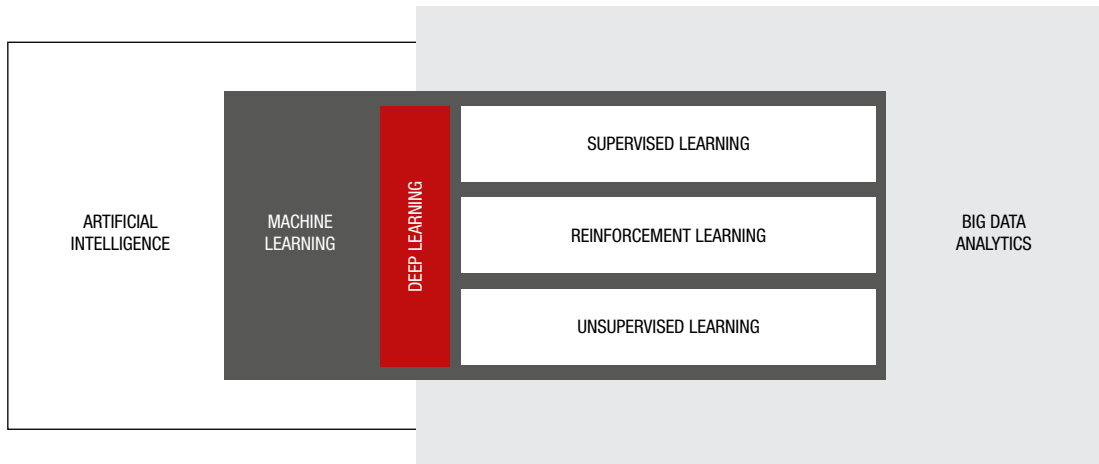 ARTIFICIAL
INTELLIGENCE
MACHINE
LEARNING
DEEP LEARNING
SUPERVISED LEARNING
REINFORCEMENT LEARNING
UNSUPERVISED LEARNING
BIG DATA
ANALYTICS